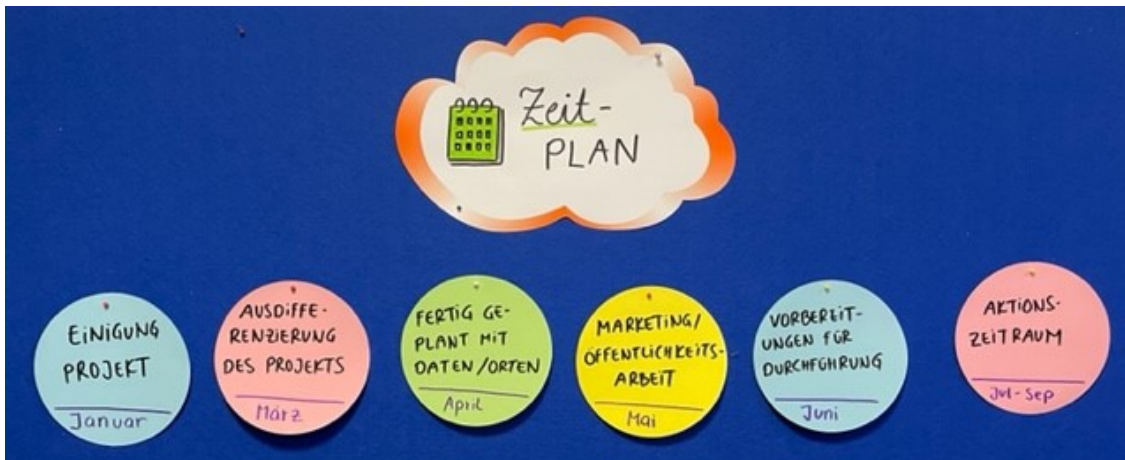 Zeit-
PLAN
EiNiGUNG
PROJEKT
Januar
AUSDiFFE-
RENZiERUNG
DES PROJEKTS
März
FERTiG GE-
PLANT MiT
DATEN/ORTEN
April
MARKETING/
ÖFFENTLiCHKEiTS-
ARBEiT
Mai
VORBEREiT-
UNGEN FÜR
DURCHFÜHRUNG
Juni
AKTiONS-
ZEiTRAUM
Jul-Sep